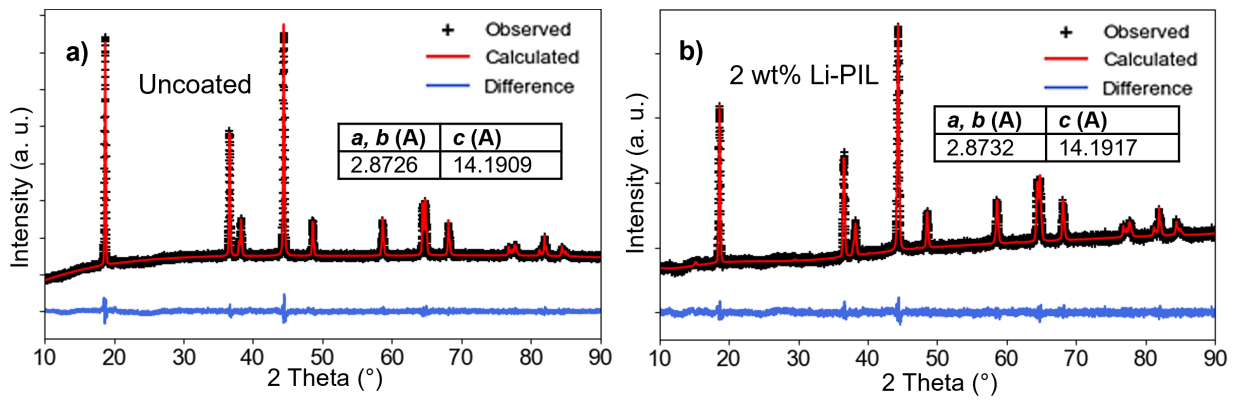 a)
Uncoated
Observed
Calculated
Difference
a, b (A) c (A)
2.8726 14.1909
Intensity (a. u.)
10 20 30 40 50 60 70 80 90
2 Theta (°)
b)
2 wt% Li-PIL
Observed
Calculated
Difference
a, b (A) c (A)
2.8732 14.1917
Intensity (a. u.)
10 20 30 40 50 60 70 80 90
2 Theta (°)